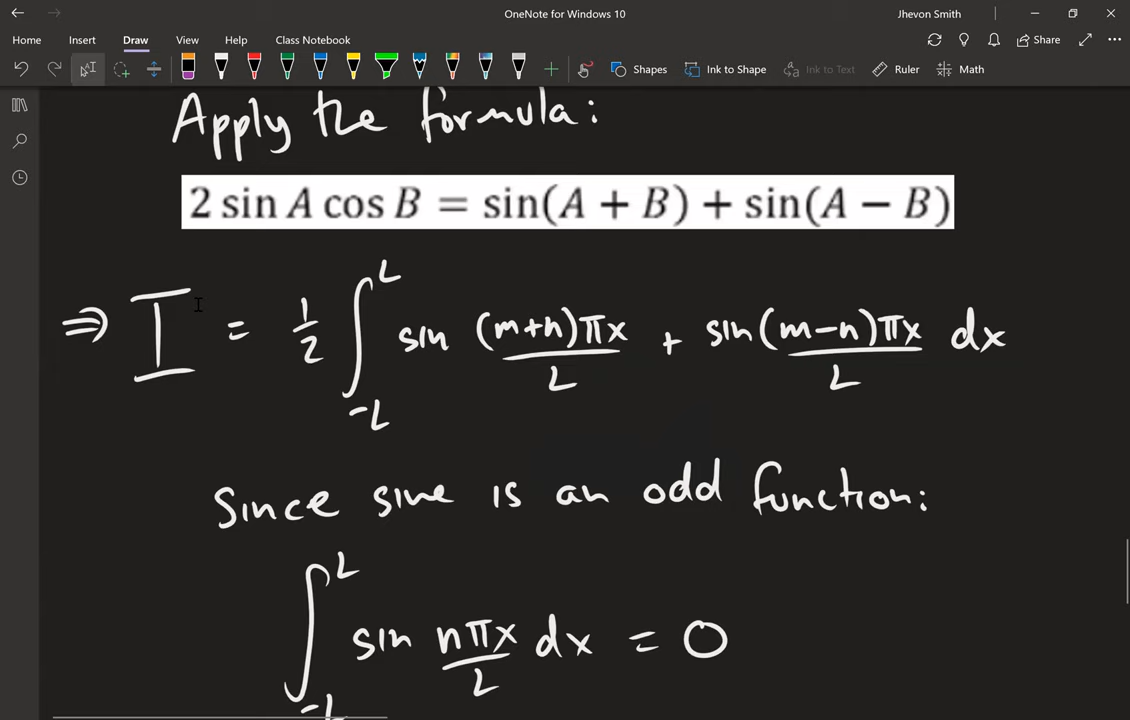 OneNote for Windows 10
Jhevon Smith
Home Insert Draw View Help Class Notebook
Share
Shapes Ink to Shape Ink to Text Ruler Math
Apply the formula:
2 sin A cos B = sin(A + B) + sin(A − B)
⇒ I = 1/2 ∫_{-L}^{L} sin (m+n)πx/L + sin (m−n)πx/L dx
Since sine is an odd function:
∫_{-L}^{L} sin nπx/L dx = 0